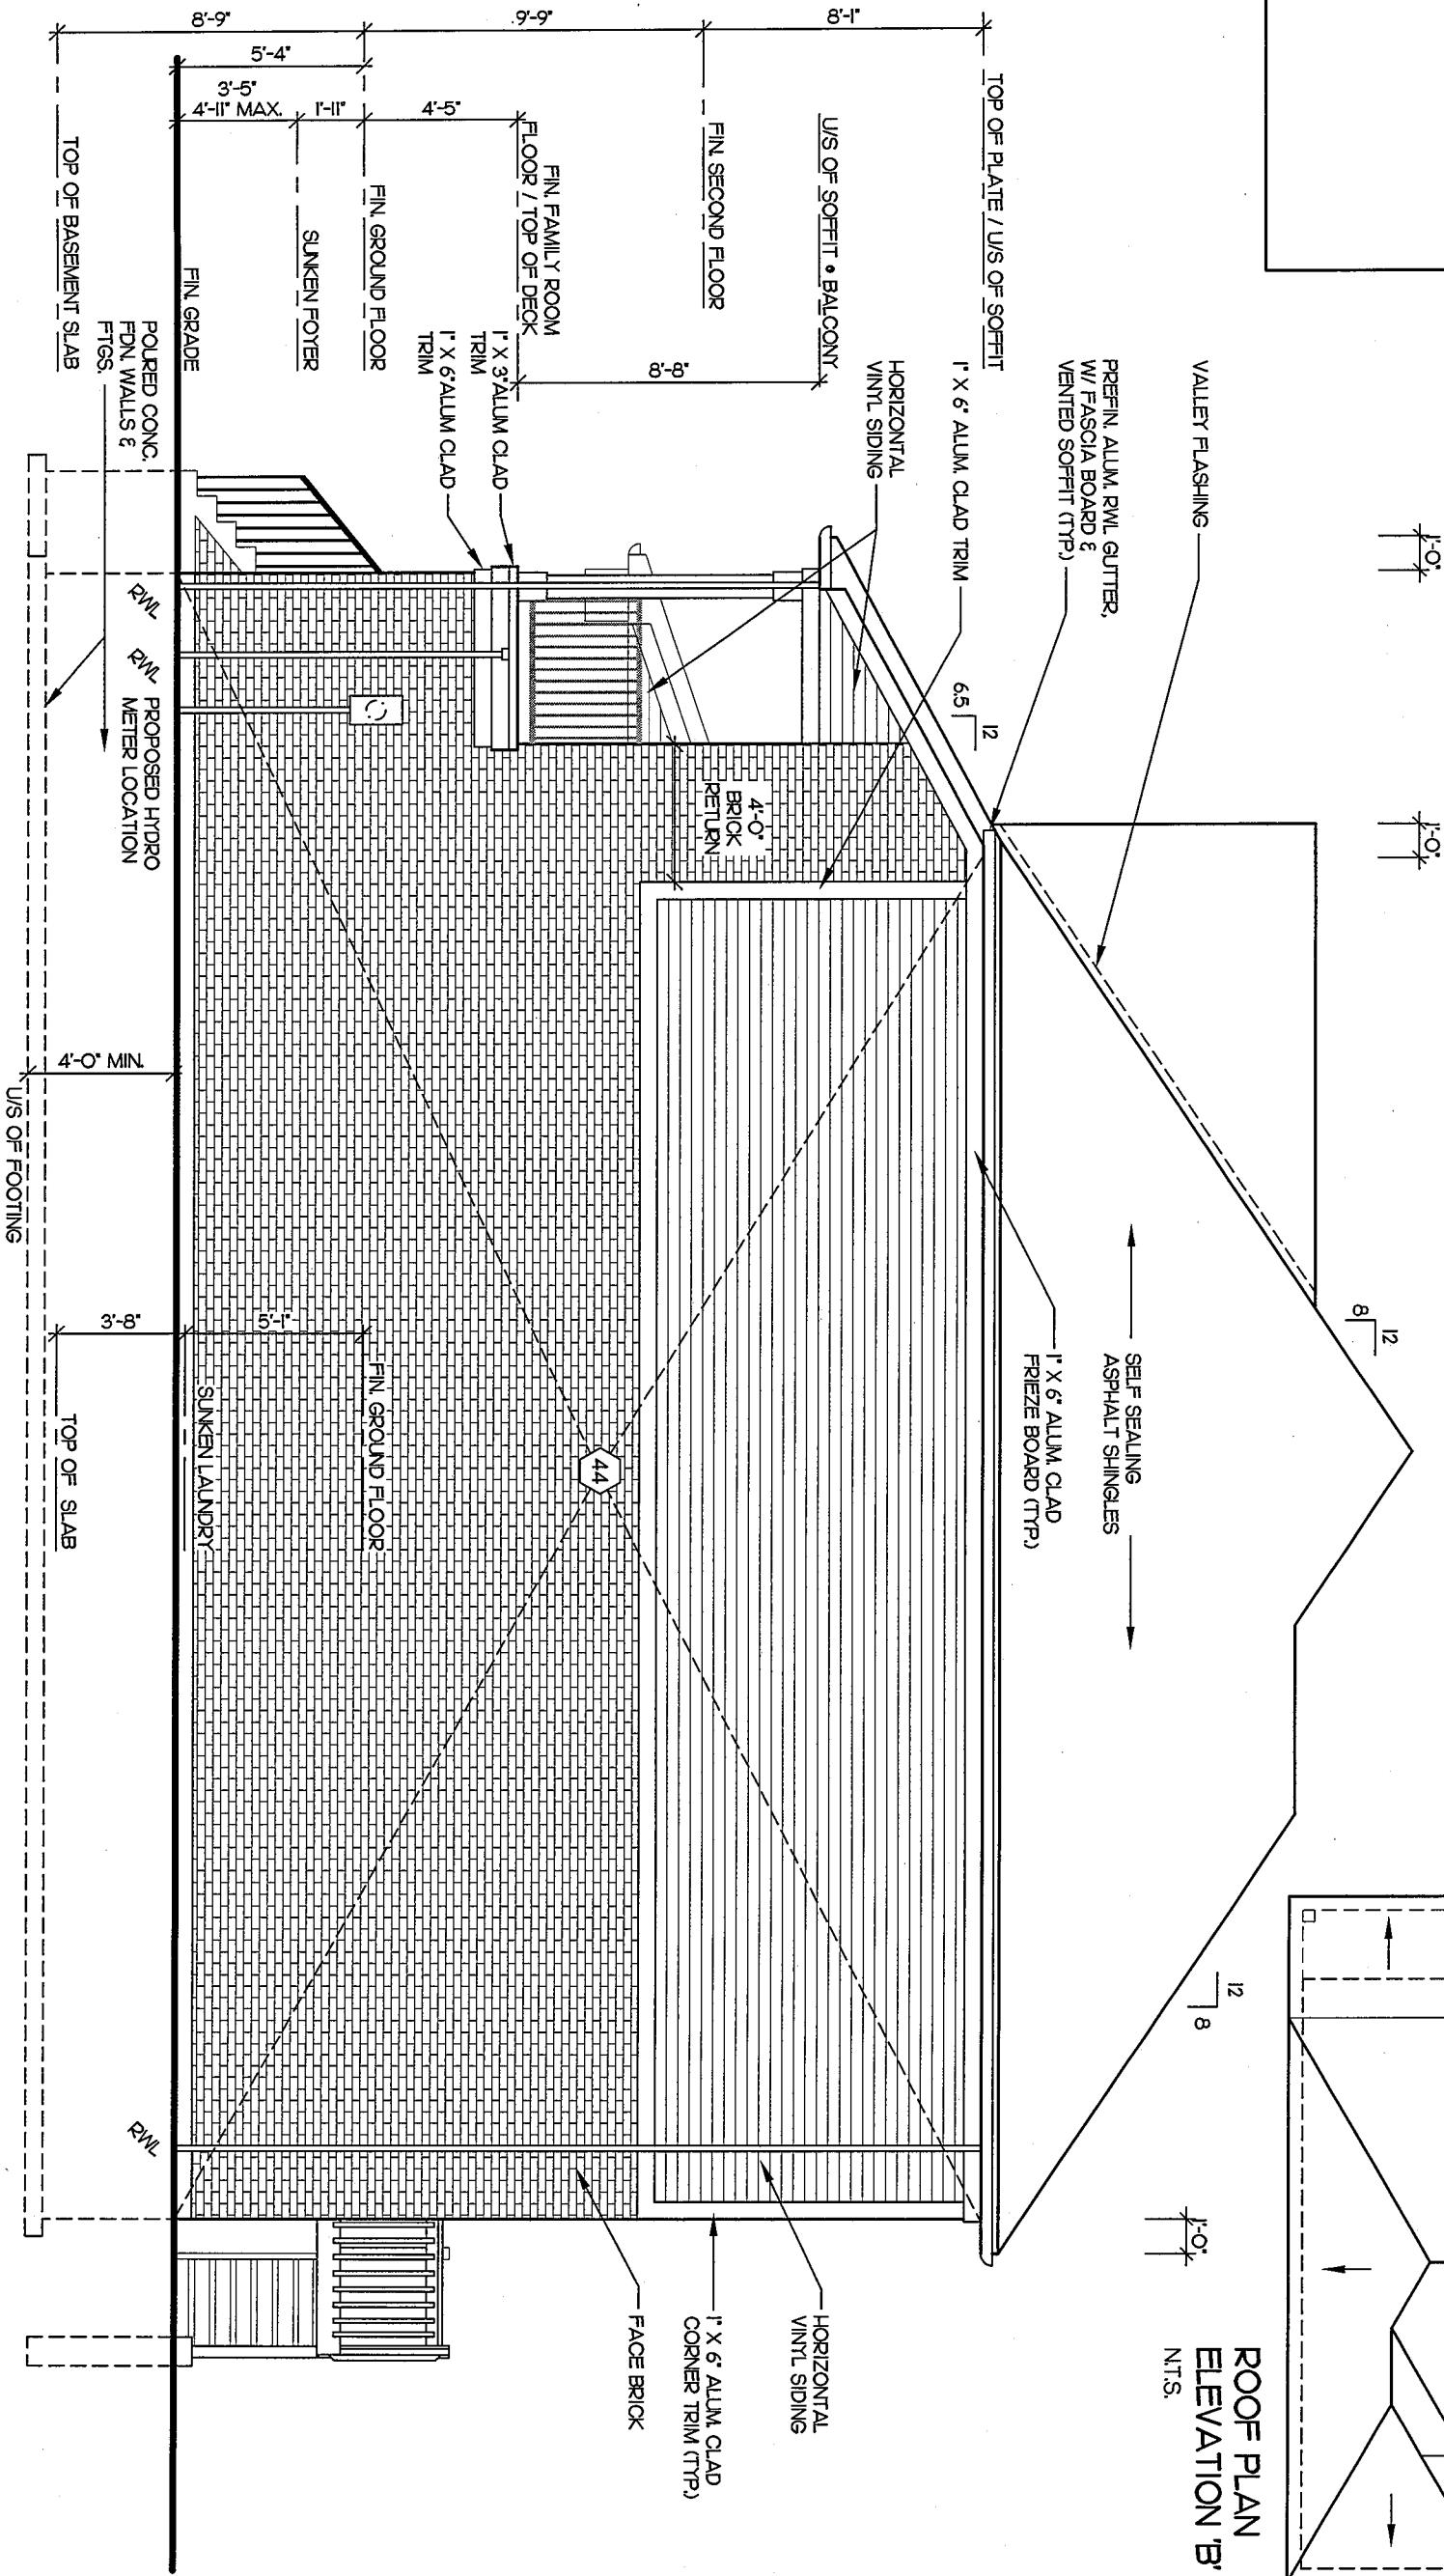 1'-0"
1'-0"
1'-0"
ROOF PLAN
ELEVATION 'B'
N.T.S.
VALLEY FLASHING
PREFIN. ALUM. RWL GUTTER,
W/ FASCIA BOARD &
VENTED SOFFIT (TYP.)
12
8
12
8
12
6.5
SELF SEALING
ASPHALT SHINGLES
1" X 6" ALUM. CLAD
FRIEZE BOARD (TYP.)
TOP OF PLATE / U/S OF SOFFIT
1" X 6" ALUM. CLAD TRIM
HORIZONTAL
VINYL SIDING
U/S OF SOFFIT • BALCONY
FIN. SECOND FLOOR
FIN. FAMILY ROOM
FLOOR / TOP OF DECK
1" X 3" ALUM CLAD
TRIM
1" X 6" ALUM CLAD
TRIM
FIN. GROUND FLOOR
SUNKEN FOYER
FIN. GRADE
POURED CONC.
FDN. WALLS &
FTGS.
TOP OF BASEMENT SLAB
8'-1"
9'-9"
8'-9"
8'-8"
4'-5"
5'-4"
1'-11"
3'-5"
4'-11" MAX.
4'-0"
BRICK
RETURN
44
HORIZONTAL
VINYL SIDING
1" X 6" ALUM. CLAD
CORNER TRIM (TYP.)
FACE BRICK
FIN. GROUND FLOOR
5'-1"
SUNKEN LAUNDRY
3'-8"
TOP OF SLAB
RWL
RWL
PROPOSED HYDRO
METER LOCATION
RWL
4'-0" MIN.
U/S OF FOOTING